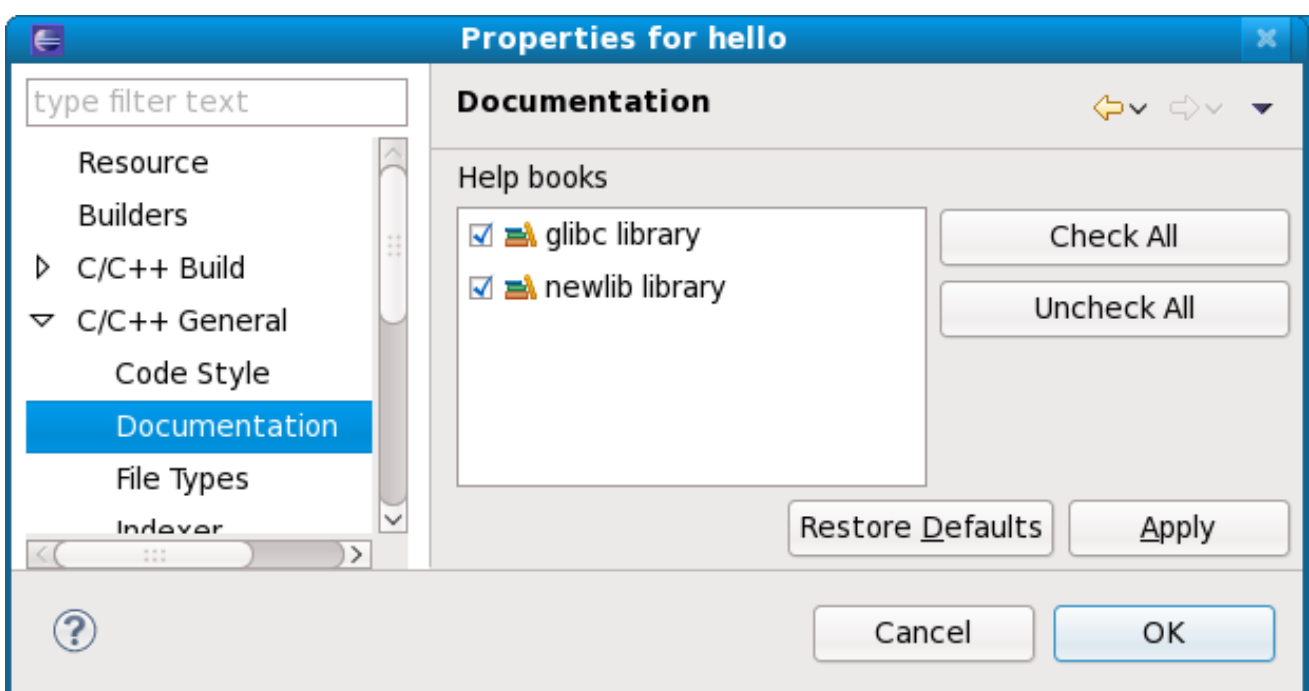 Properties for hello
type filter text
Resource
Builders
C/C++ Build
C/C++ General
Code Style
Documentation
File Types
Indexer
Documentation
Help books
glibc library
newlib library
Check All
Uncheck All
Restore Defaults
Apply
Cancel
OK